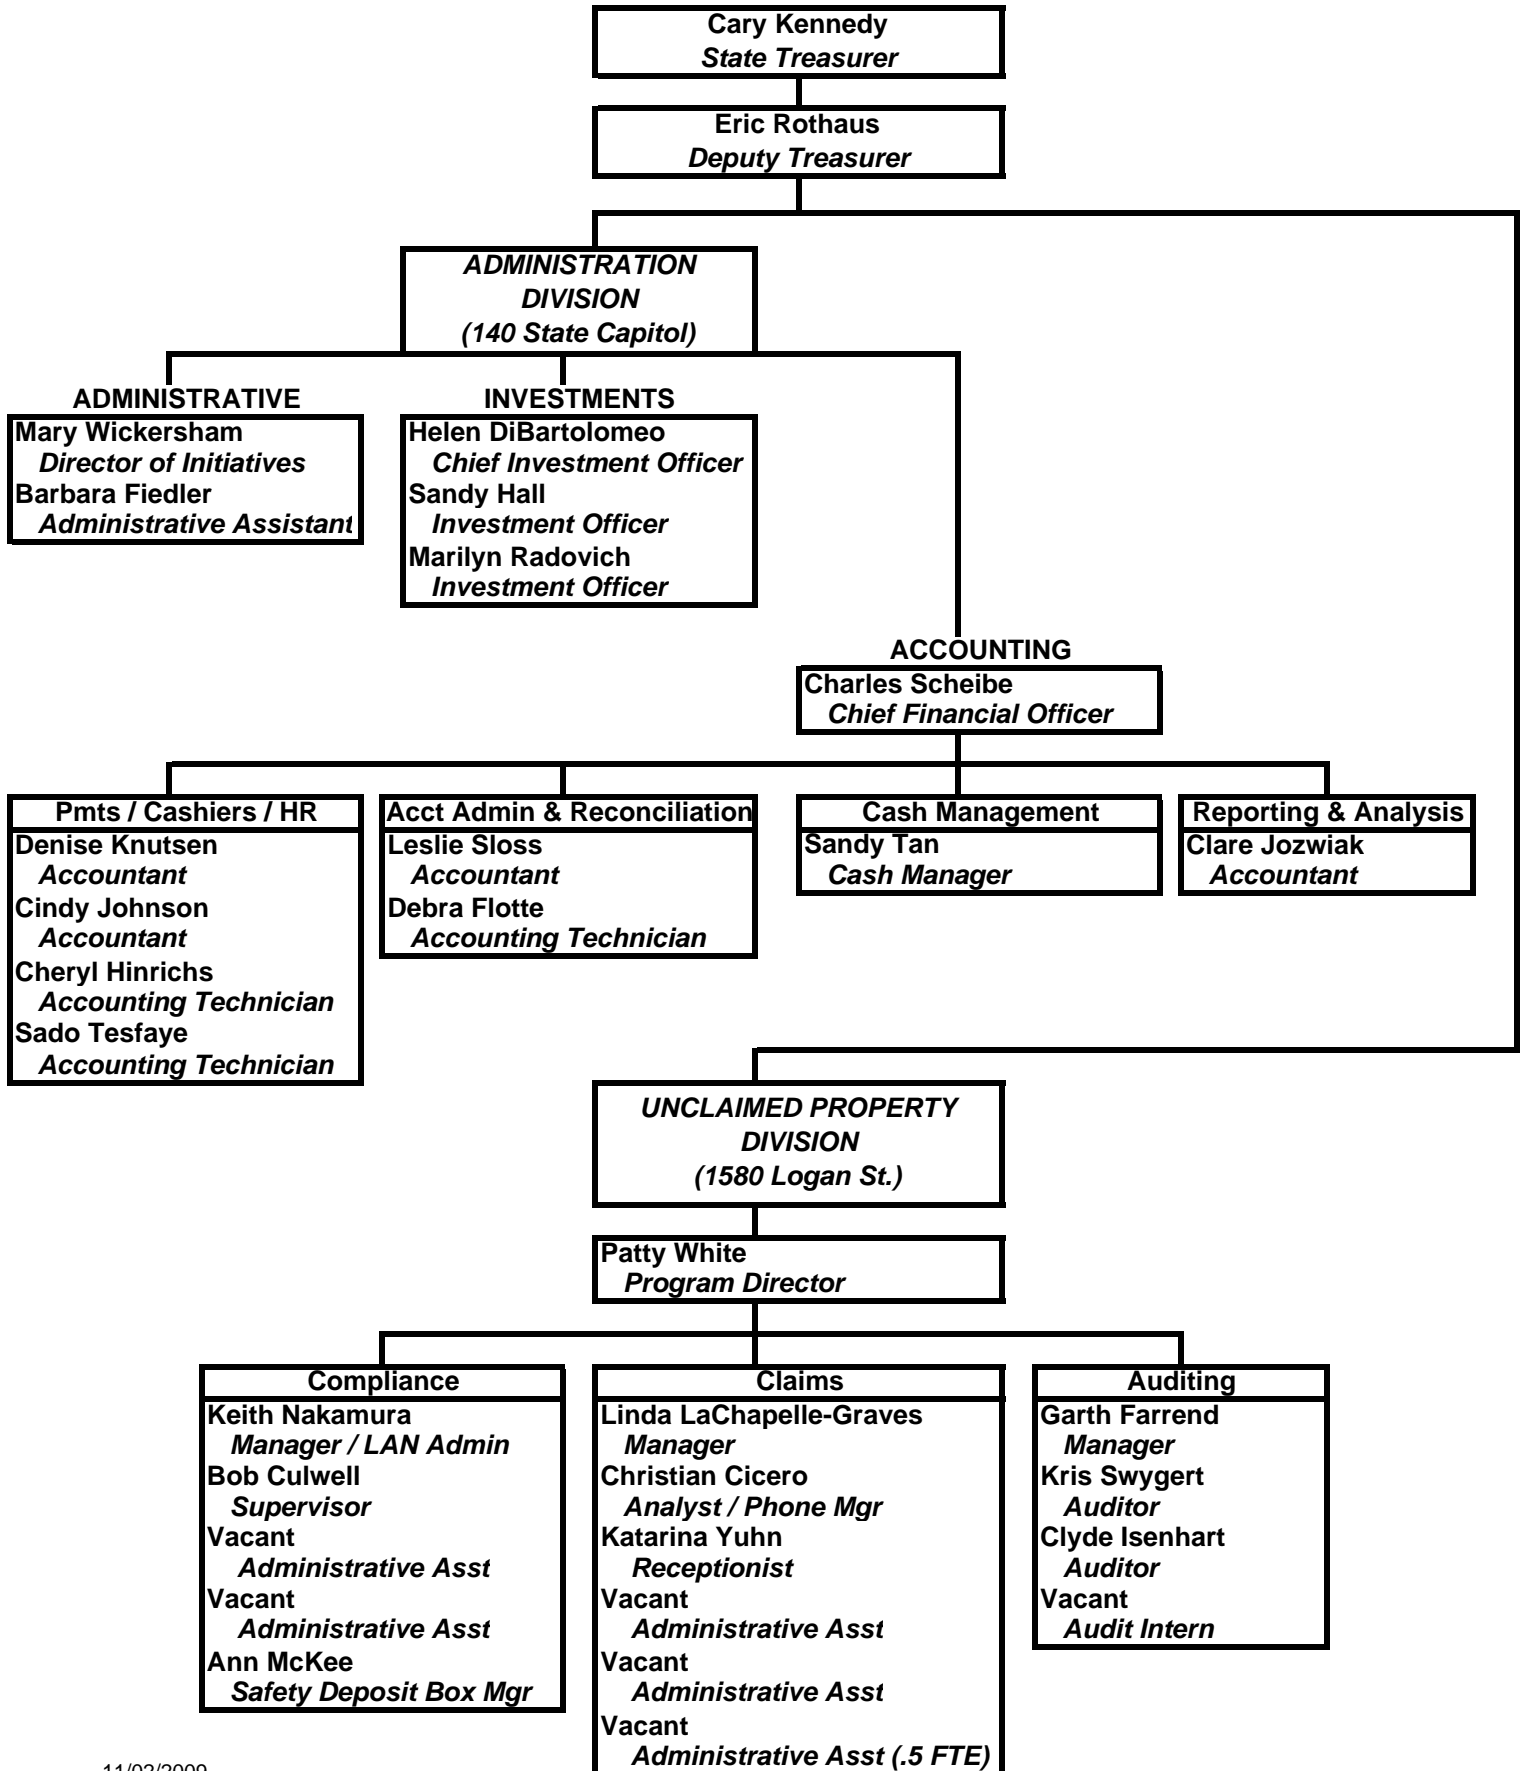 Cary Kennedy
State Treasurer
Eric Rothaus
Deputy Treasurer
ADMINISTRATION
DIVISION
(140 State Capitol)
ADMINISTRATIVE
Mary Wickersham
Director of Initiatives
Barbara Fiedler
Administrative Assistant
INVESTMENTS
Helen DiBartolomeo
Chief Investment Officer
Sandy Hall
Investment Officer
Marilyn Radovich
Investment Officer
ACCOUNTING
Charles Scheibe
Chief Financial Officer
Pmts / Cashiers / HR
Denise Knutsen
Accountant
Cindy Johnson
Accountant
Cheryl Hinrichs
Accounting Technician
Sado Tesfaye
Accounting Technician
Acct Admin & Reconciliation
Leslie Sloss
Accountant
Debra Flotte
Accounting Technician
Cash Management
Sandy Tan
Cash Manager
Reporting & Analysis
Clare Jozwiak
Accountant
UNCLAIMED PROPERTY
DIVISION
(1580 Logan St.)
Patty White
Program Director
Compliance
Keith Nakamura
Manager / LAN Admin
Bob Culwell
Supervisor
Vacant
Administrative Asst
Vacant
Administrative Asst
Ann McKee
Safety Deposit Box Mgr
Claims
Linda LaChapelle-Graves
Manager
Christian Cicero
Analyst / Phone Mgr
Katarina Yuhn
Receptionist
Vacant
Administrative Asst
Vacant
Administrative Asst
Vacant
Administrative Asst (.5 FTE)
Auditing
Garth Farrend
Manager
Kris Swygert
Auditor
Clyde Isenhart
Auditor
Vacant
Audit Intern
11/02/2009